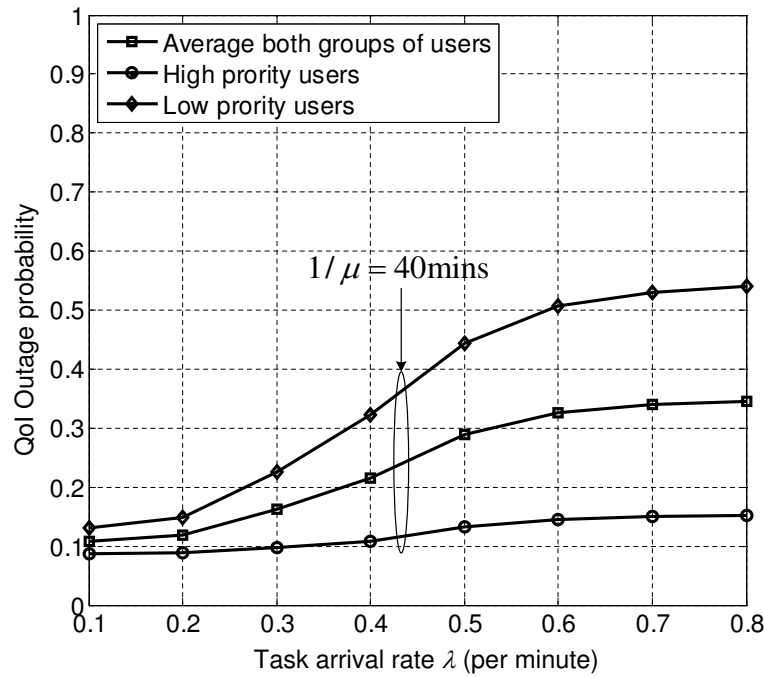 Average both groups of users
High prority users
Low prority users
QoI Outage probability
1
0.9
0.8
0.7
0.6
0.5
0.4
0.3
0.2
0.1
0
1/ μ = 40mins
0.1 0.2 0.3 0.4 0.5 0.6 0.7 0.8
Task arrival rate λ (per minute)